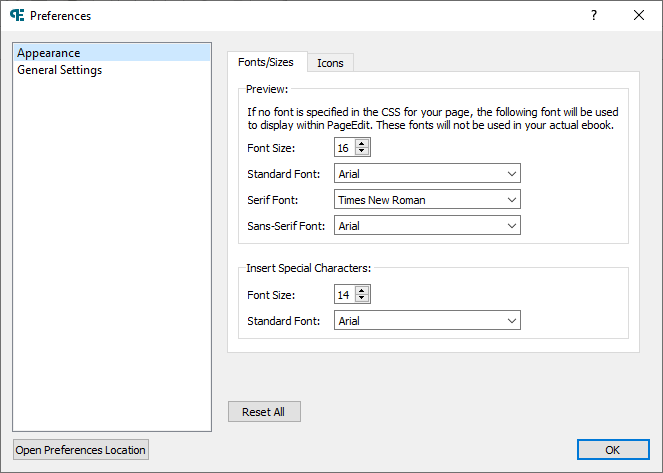 Preferences
?
Appearance
General Settings
Fonts/Sizes
Icons
Preview:
If no font is specified in the CSS for your page, the following font will be used
to display within PageEdit. These fonts will not be used in your actual ebook.
Font Size:
16
Standard Font:
Arial
Serif Font:
Times New Roman
Sans-Serif Font:
Arial
Insert Special Characters:
Font Size:
14
Standard Font:
Arial
Reset All
Open Preferences Location
OK